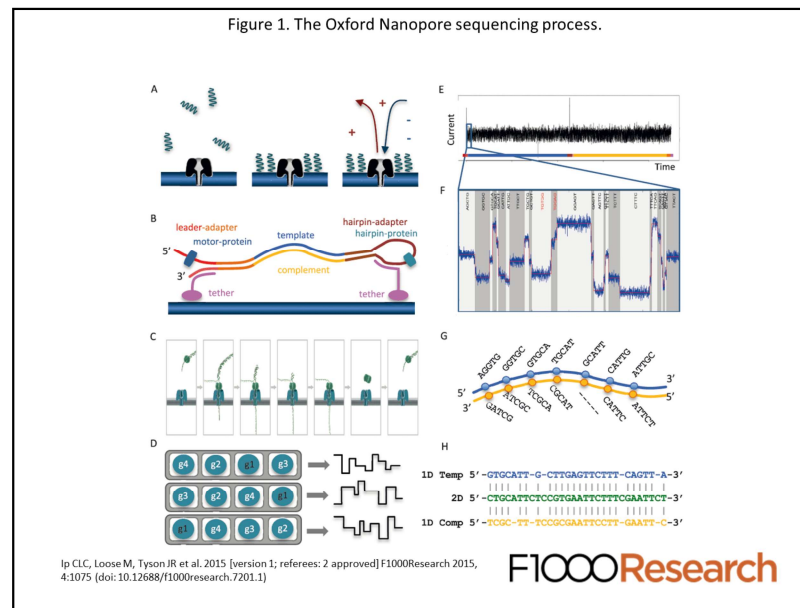 Figure 1. The Oxford Nanopore sequencing process.
A
+
+
-
-
B
leader-adapter
motor-protein
template
hairpin-adapter
hairpin-protein
5’
3’
complement
tether
tether
C
D
g4 g2 g1 g3
g3 g2 g4 g1
g1 g4 g3 g2
E
Current
Time
F
G
AGGTG GGTGC GTGCA TGCAT GCATT CATTG ATTGC
5’ 3’
3’ 5’
GATCG ATCGC TCGCA CGCAT ----- CATTC ATTCT
H
1D Temp 5’-GTGCATT-G-CTTGAGTTCTTT-CAGTT-A-3’
2D 5’-CTGCATTCTCCGTGAATTCTTTCGAATTCT-3’
1D Comp 5’-TCGC-TT-TCCGCGAATTCCTT-GAATT-C-3’
Ip CLC, Loose M, Tyson JR et al. 2015 [version 1; referees: 2 approved] F1000Research 2015,
4:1075 (doi: 10.12688/f1000research.7201.1)
F1000Research